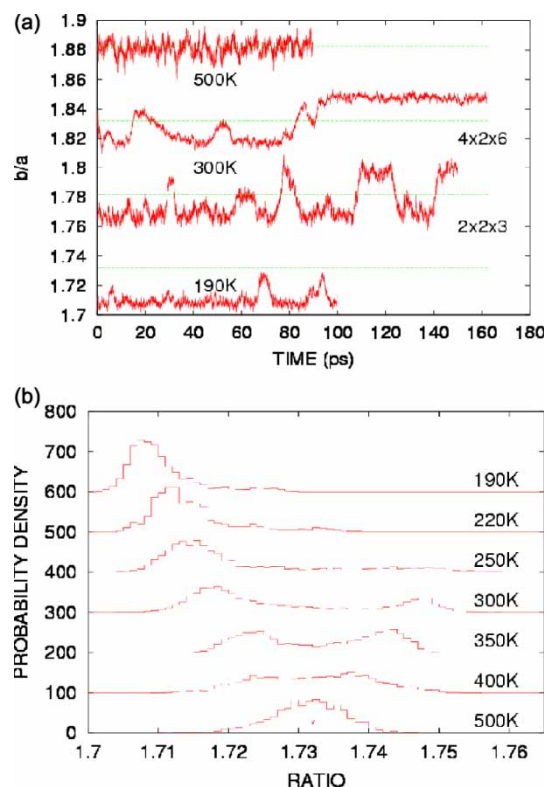 (a)
1.9
1.88
1.86
1.84
1.82
1.8
1.78
1.76
1.74
1.72
1.7
b/a
500K
4x2x6
300K
2x2x3
190K
0 20 40 60 80 100 120 140 160 180
TIME (ps)
(b)
800
700
600
500
400
300
200
100
0
PROBABILITY DENSITY
190K
220K
250K
300K
350K
400K
500K
1.7 1.71 1.72 1.73 1.74 1.75 1.76
RATIO